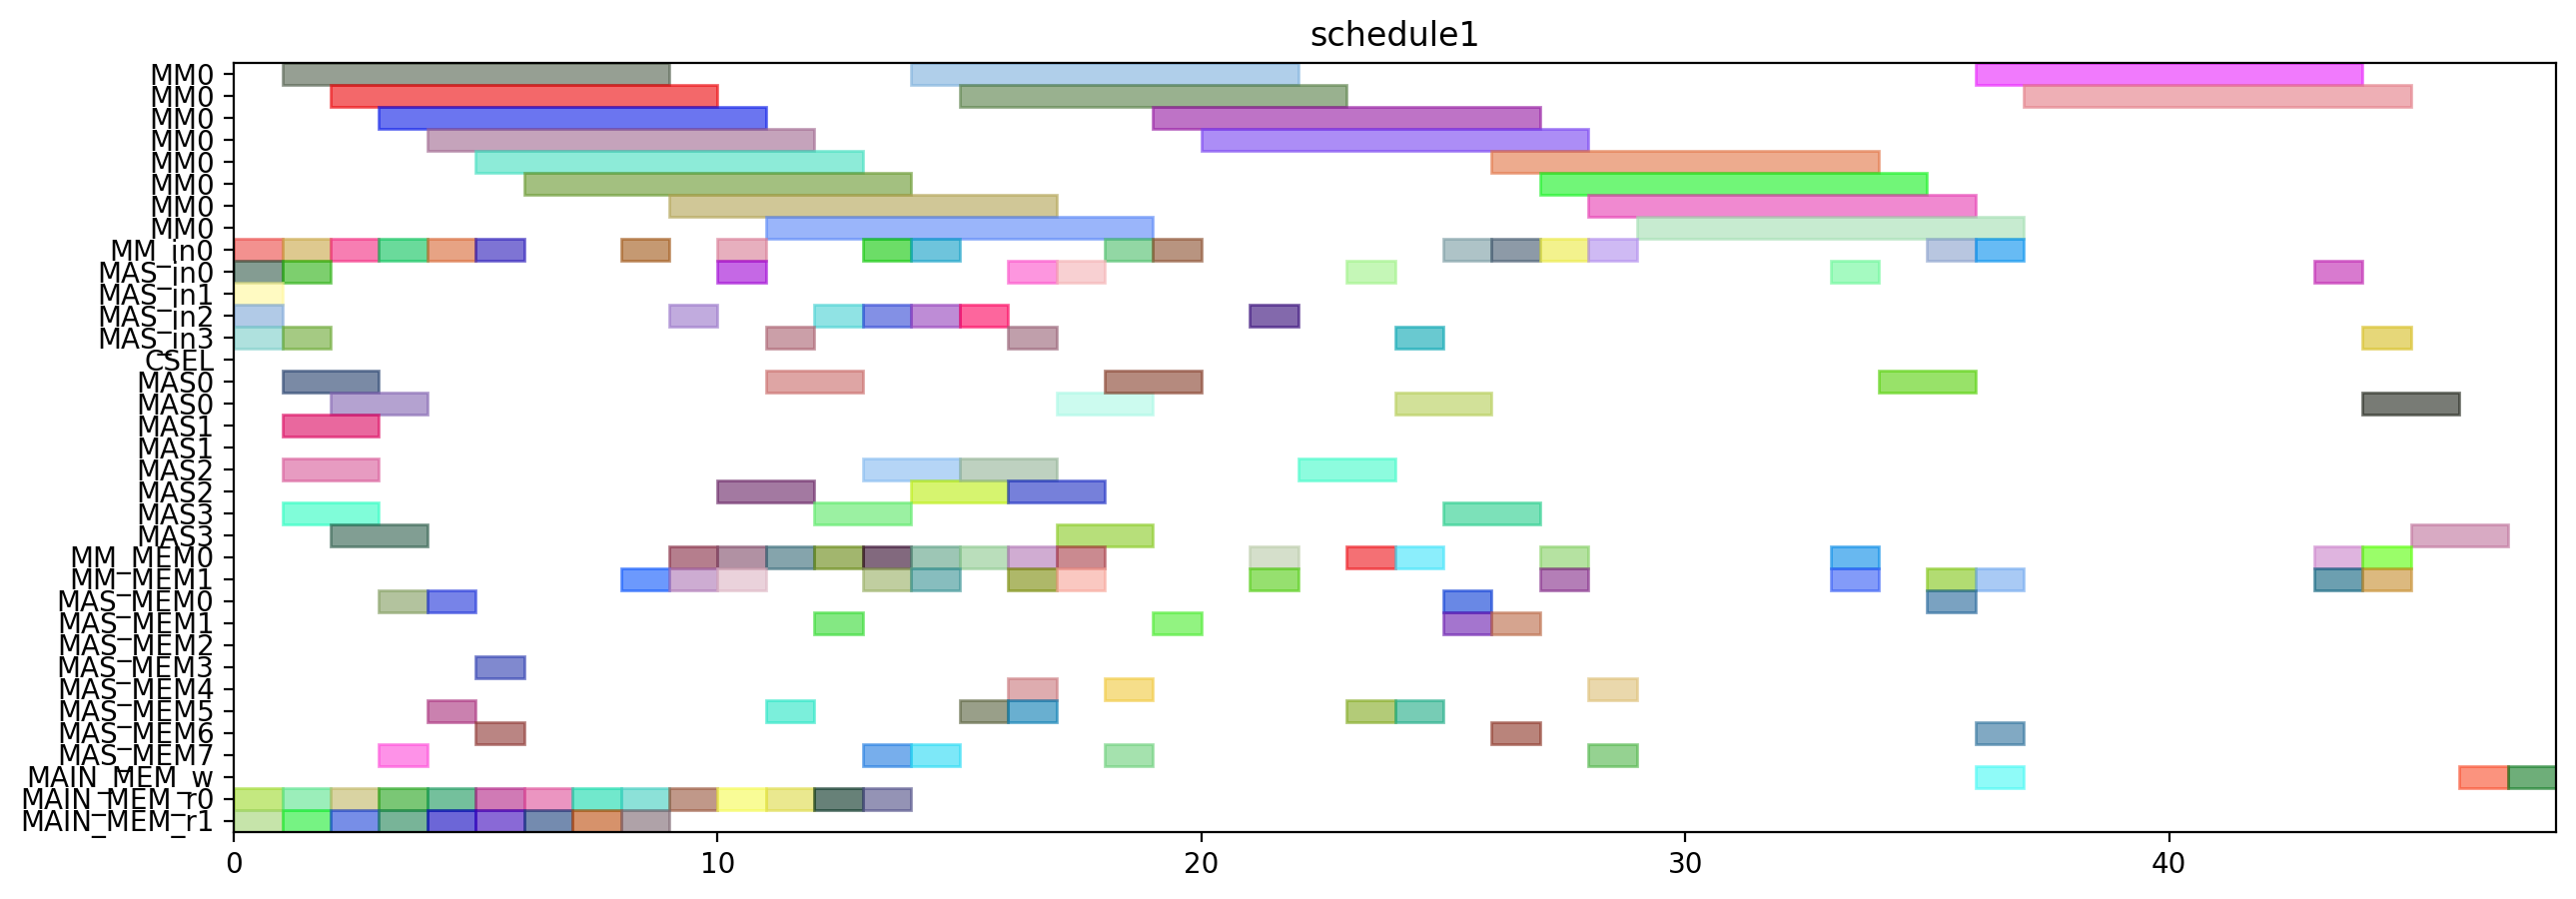 schedule1
MM0
MM0
MM0
MM0
MM0
MM0
MM0
MM0
MM_in0
MAS_in0
MAS_in1
MAS_in2
MAS_in3
CSEL
MAS0
MAS0
MAS1
MAS1
MAS2
MAS2
MAS3
MAS3
MM_MEM0
MM_MEM1
MAS_MEM0
MAS_MEM1
MAS_MEM2
MAS_MEM3
MAS_MEM4
MAS_MEM5
MAS_MEM6
MAS_MEM7
MAIN_MEM_w
MAIN_MEM_r0
MAIN_MEM_r1
0 10 20 30 40